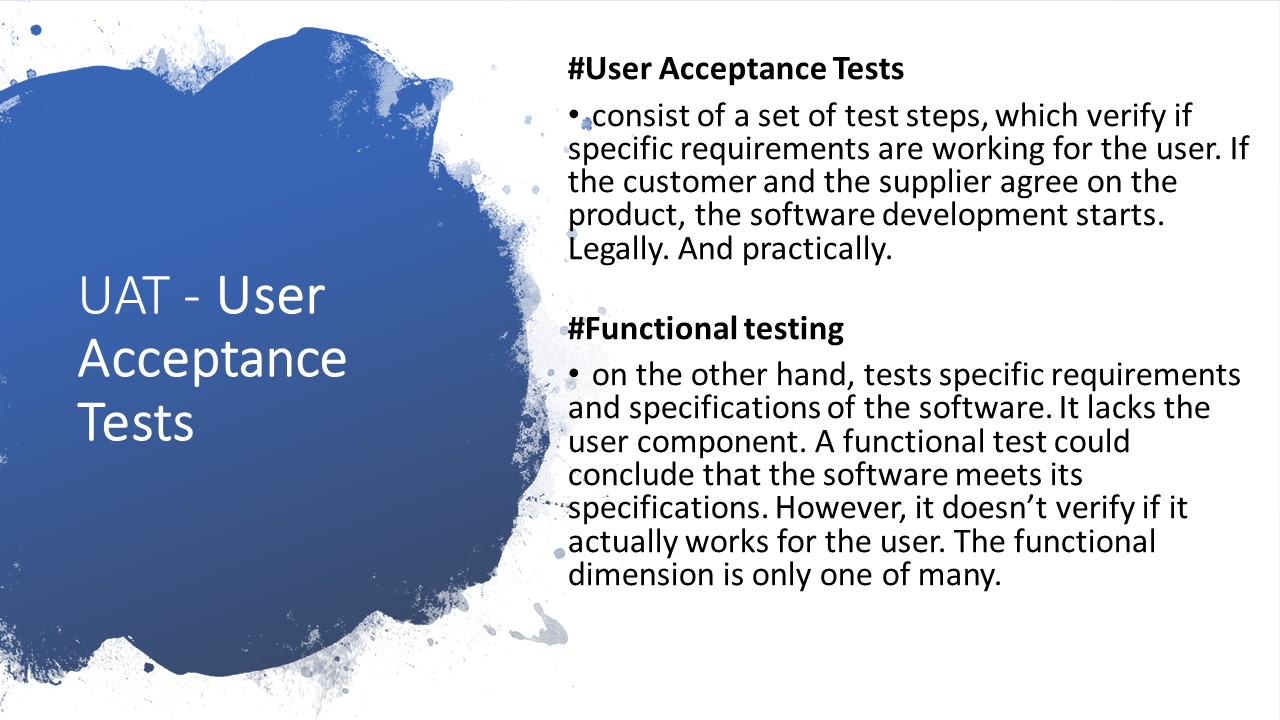 UAT - User
Acceptance
Tests
#User Acceptance Tests
• consist of a set of test steps, which verify if
specific requirements are working for the user. If
the customer and the supplier agree on the
product, the software development starts.
Legally. And practically.
#Functional testing
• on the other hand, tests specific requirements
and specifications of the software. It lacks the
user component. A functional test could
conclude that the software meets its
specifications. However, it doesn’t verify if it
actually works for the user. The functional
dimension is only one of many.